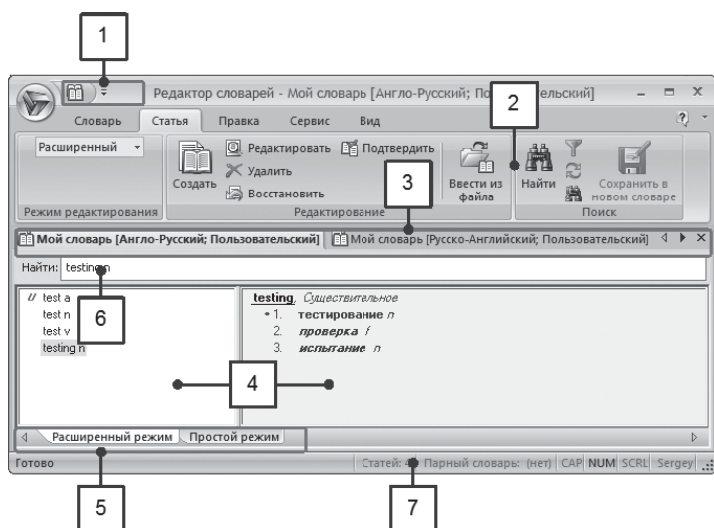 1
Редактор словарей - Мой словарь [Англо-Русский; По ельский]
2
Словарь Статья Правка Сервис Вид
Расширенный
Создать
Редактировать
Подтвердить
Удалить
Восстановить
Ввести из файла
Найти
Сохранить в новом словаре
3
Режим редактирования Редактирование Поиск
Мой словарь [Англо-Русский; Пользовательский] Мой словарь [Русско-Английский; Пользовательский]
Найти: testing n
6
test a
test n
test v
testing n
testing, Существительное
1. тестирование n
2. проверка f
3. испытание n
4
Расширенный режим Простой режим
Готово Статей: Парный словарь: (нет) CAP NUM SCRL Sergey
5 7